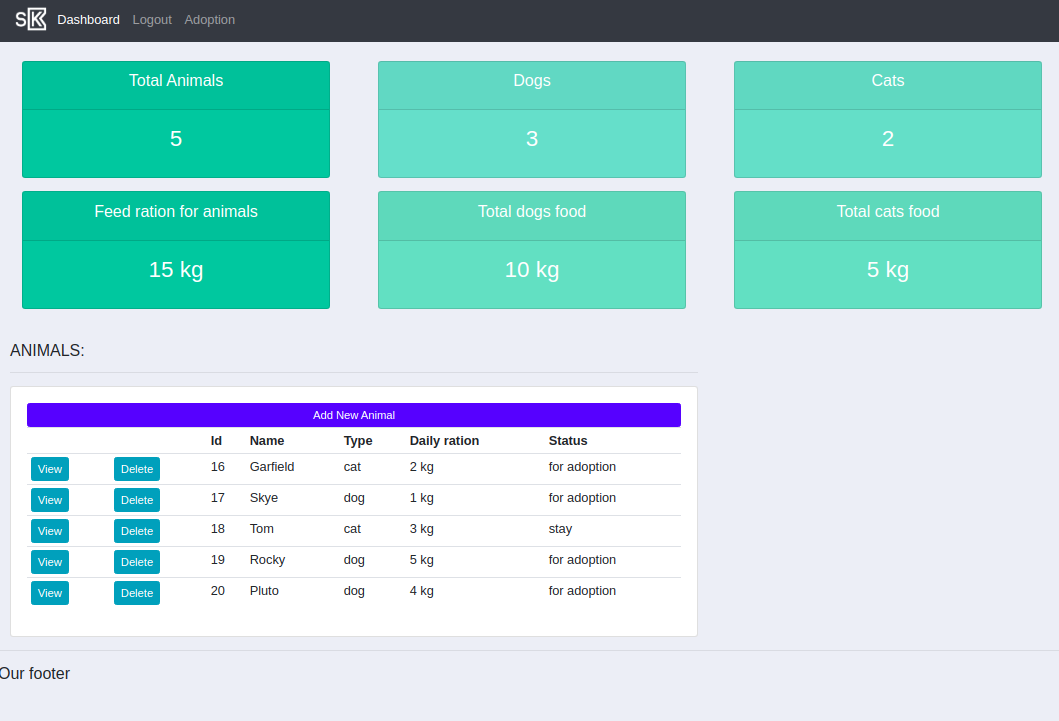 SK Dashboard Logout Adoption
Total Animals Dogs Cats
5 3 2
Feed ration for animals Total dogs food Total cats food
15 kg 10 kg 5 kg
ANIMALS:
Add New Animal
Id Name Type Daily ration Status
View Delete 16 Garfield cat 2 kg for adoption
View Delete 17 Skye dog 1 kg for adoption
View Delete 18 Tom cat 3 kg stay
View Delete 19 Rocky dog 5 kg for adoption
View Delete 20 Pluto dog 4 kg for adoption
Our footer